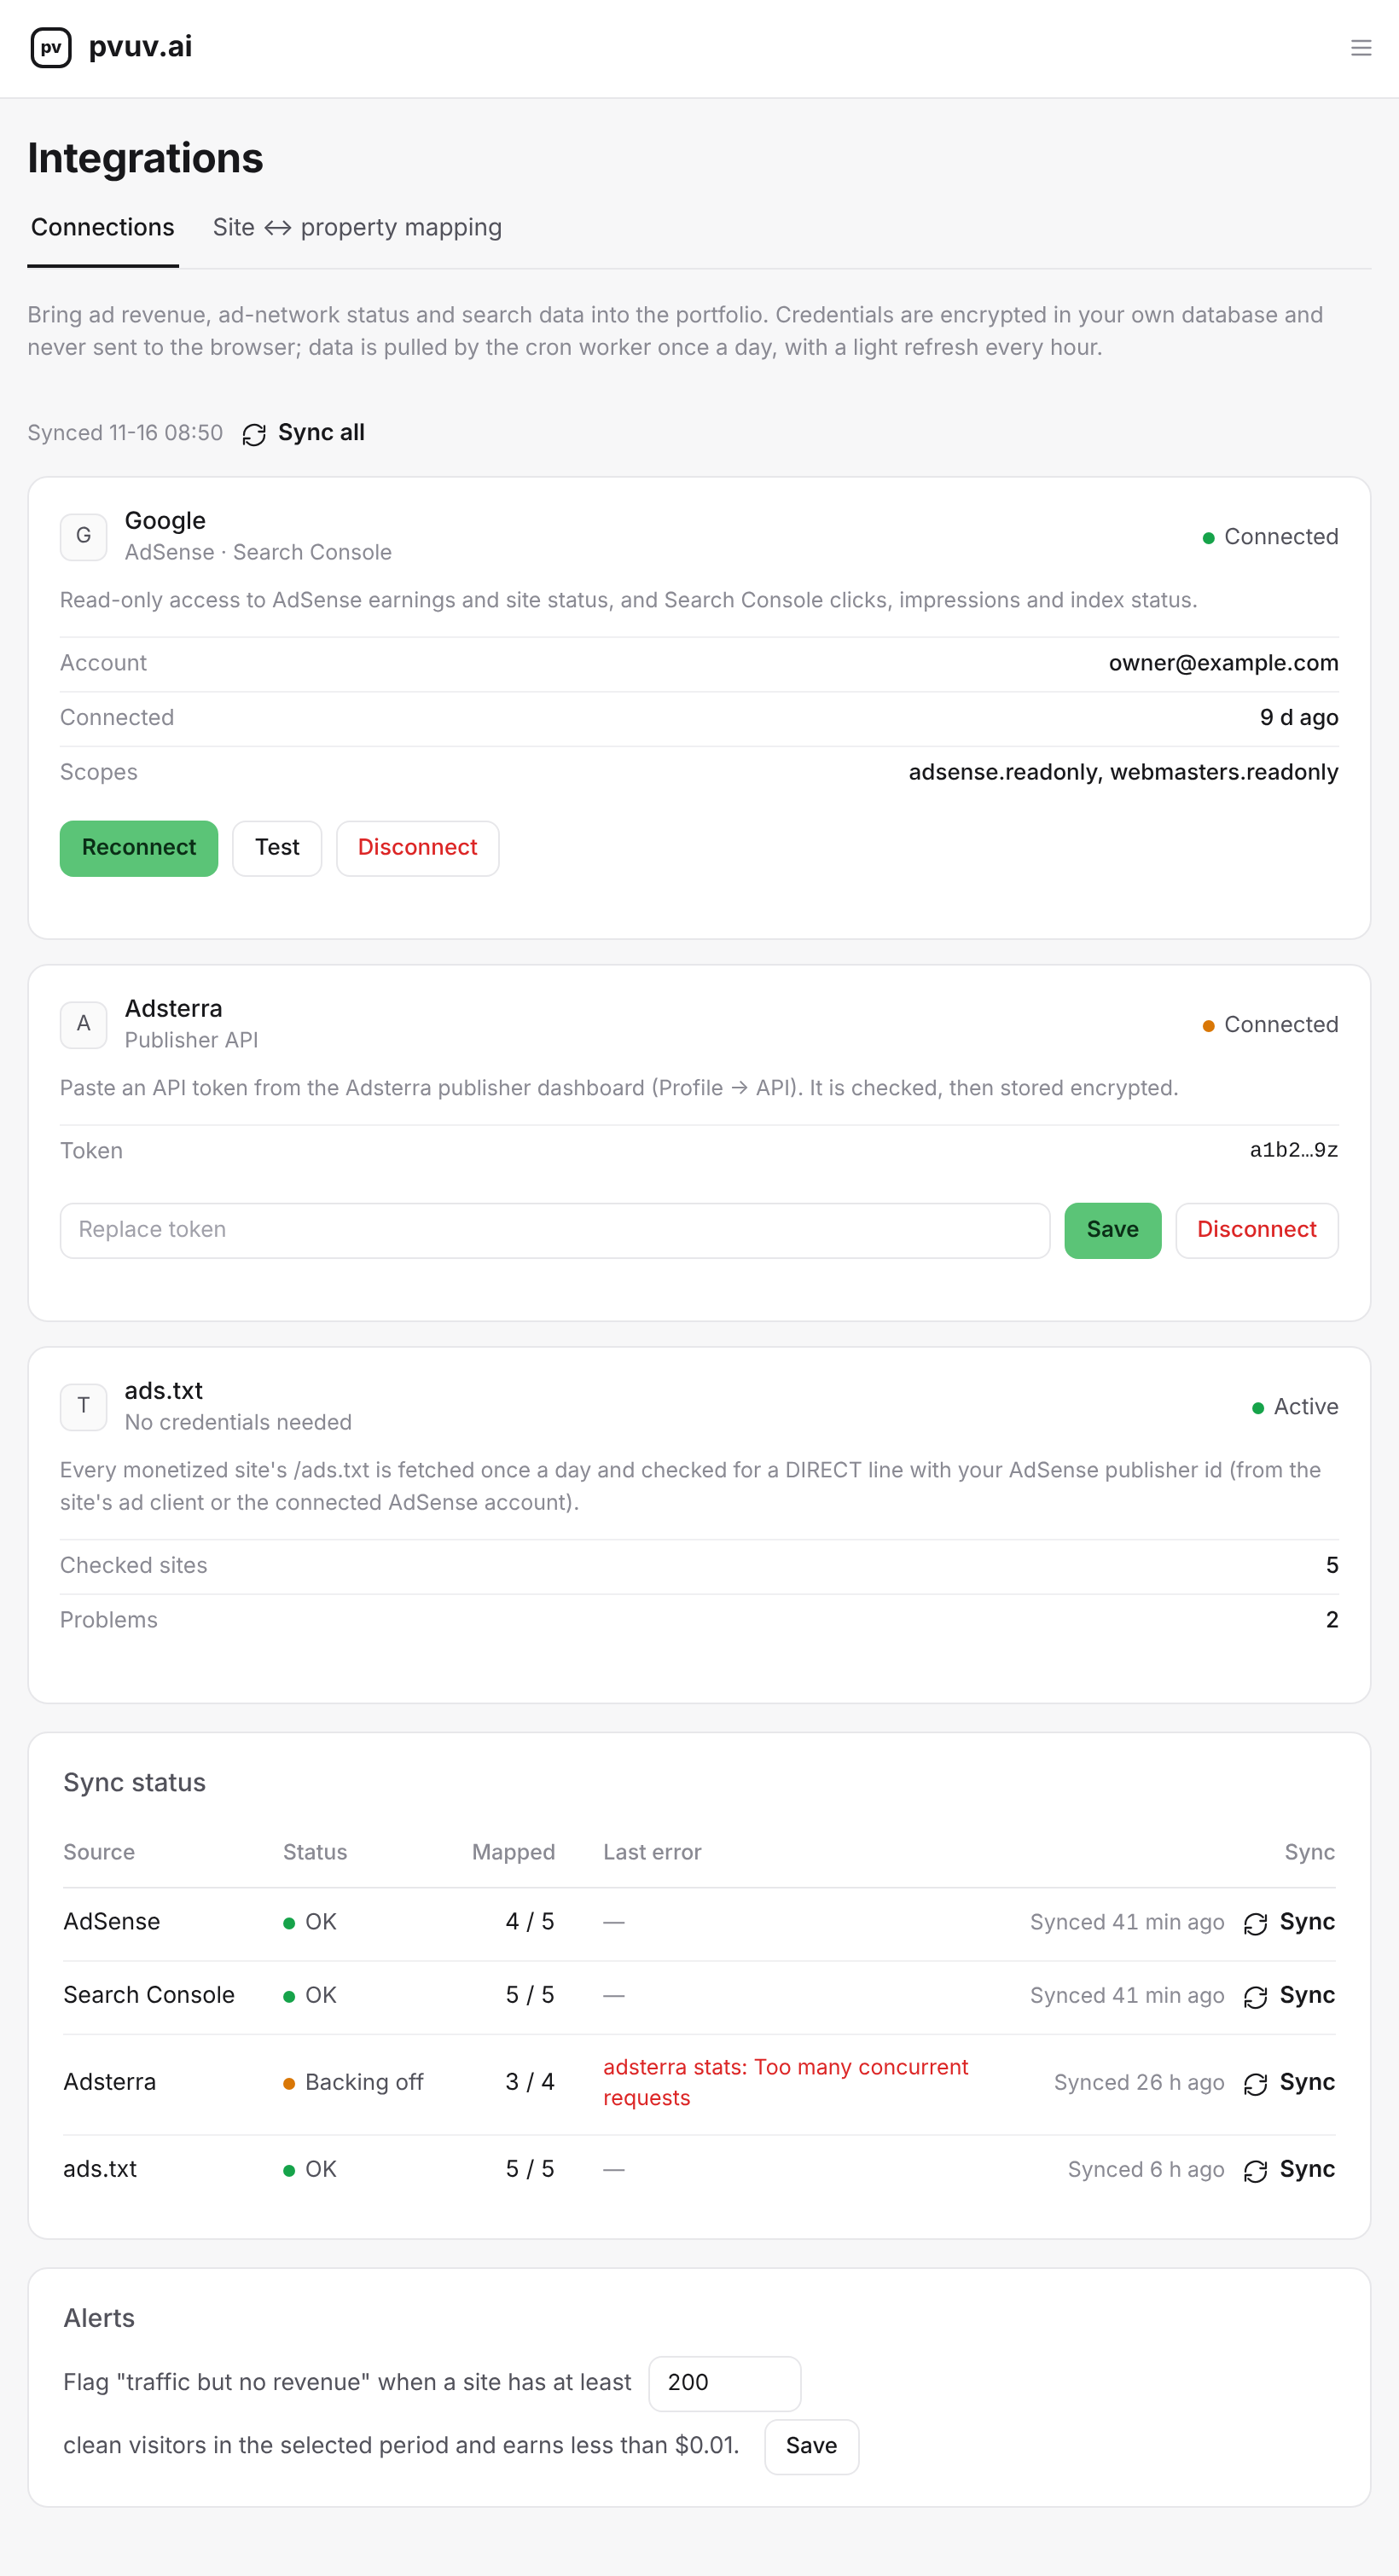 pv pvuv.ai
Integrations
Connections Site ↔ property mapping
Bring ad revenue, ad-network status and search data into the portfolio. Credentials are encrypted in your own database and
never sent to the browser; data is pulled by the cron worker once a day, with a light refresh every hour.
Synced 11-16 08:50 Sync all
G Google
AdSense · Search Console
Connected
Read-only access to AdSense earnings and site status, and Search Console clicks, impressions and index status.
Account owner@example.com
Connected 9 d ago
Scopes adsense.readonly, webmasters.readonly
Reconnect Test Disconnect
A Adsterra
Publisher API
Connected
Paste an API token from the Adsterra publisher dashboard (Profile → API). It is checked, then stored encrypted.
Token a1b2…9z
Replace token Save Disconnect
T ads.txt
No credentials needed
Active
Every monetized site's /ads.txt is fetched once a day and checked for a DIRECT line with your AdSense publisher id (from the
site's ad client or the connected AdSense account).
Checked sites 5
Problems 2
Sync status
Source Status Mapped Last error Sync
AdSense OK 4 / 5 — Synced 41 min ago Sync
Search Console OK 5 / 5 — Synced 41 min ago Sync
Adsterra Backing off 3 / 4 adsterra stats: Too many concurrent
requests Synced 26 h ago Sync
ads.txt OK 5 / 5 — Synced 6 h ago Sync
Alerts
Flag "traffic but no revenue" when a site has at least 200
clean visitors in the selected period and earns less than $0.01. Save